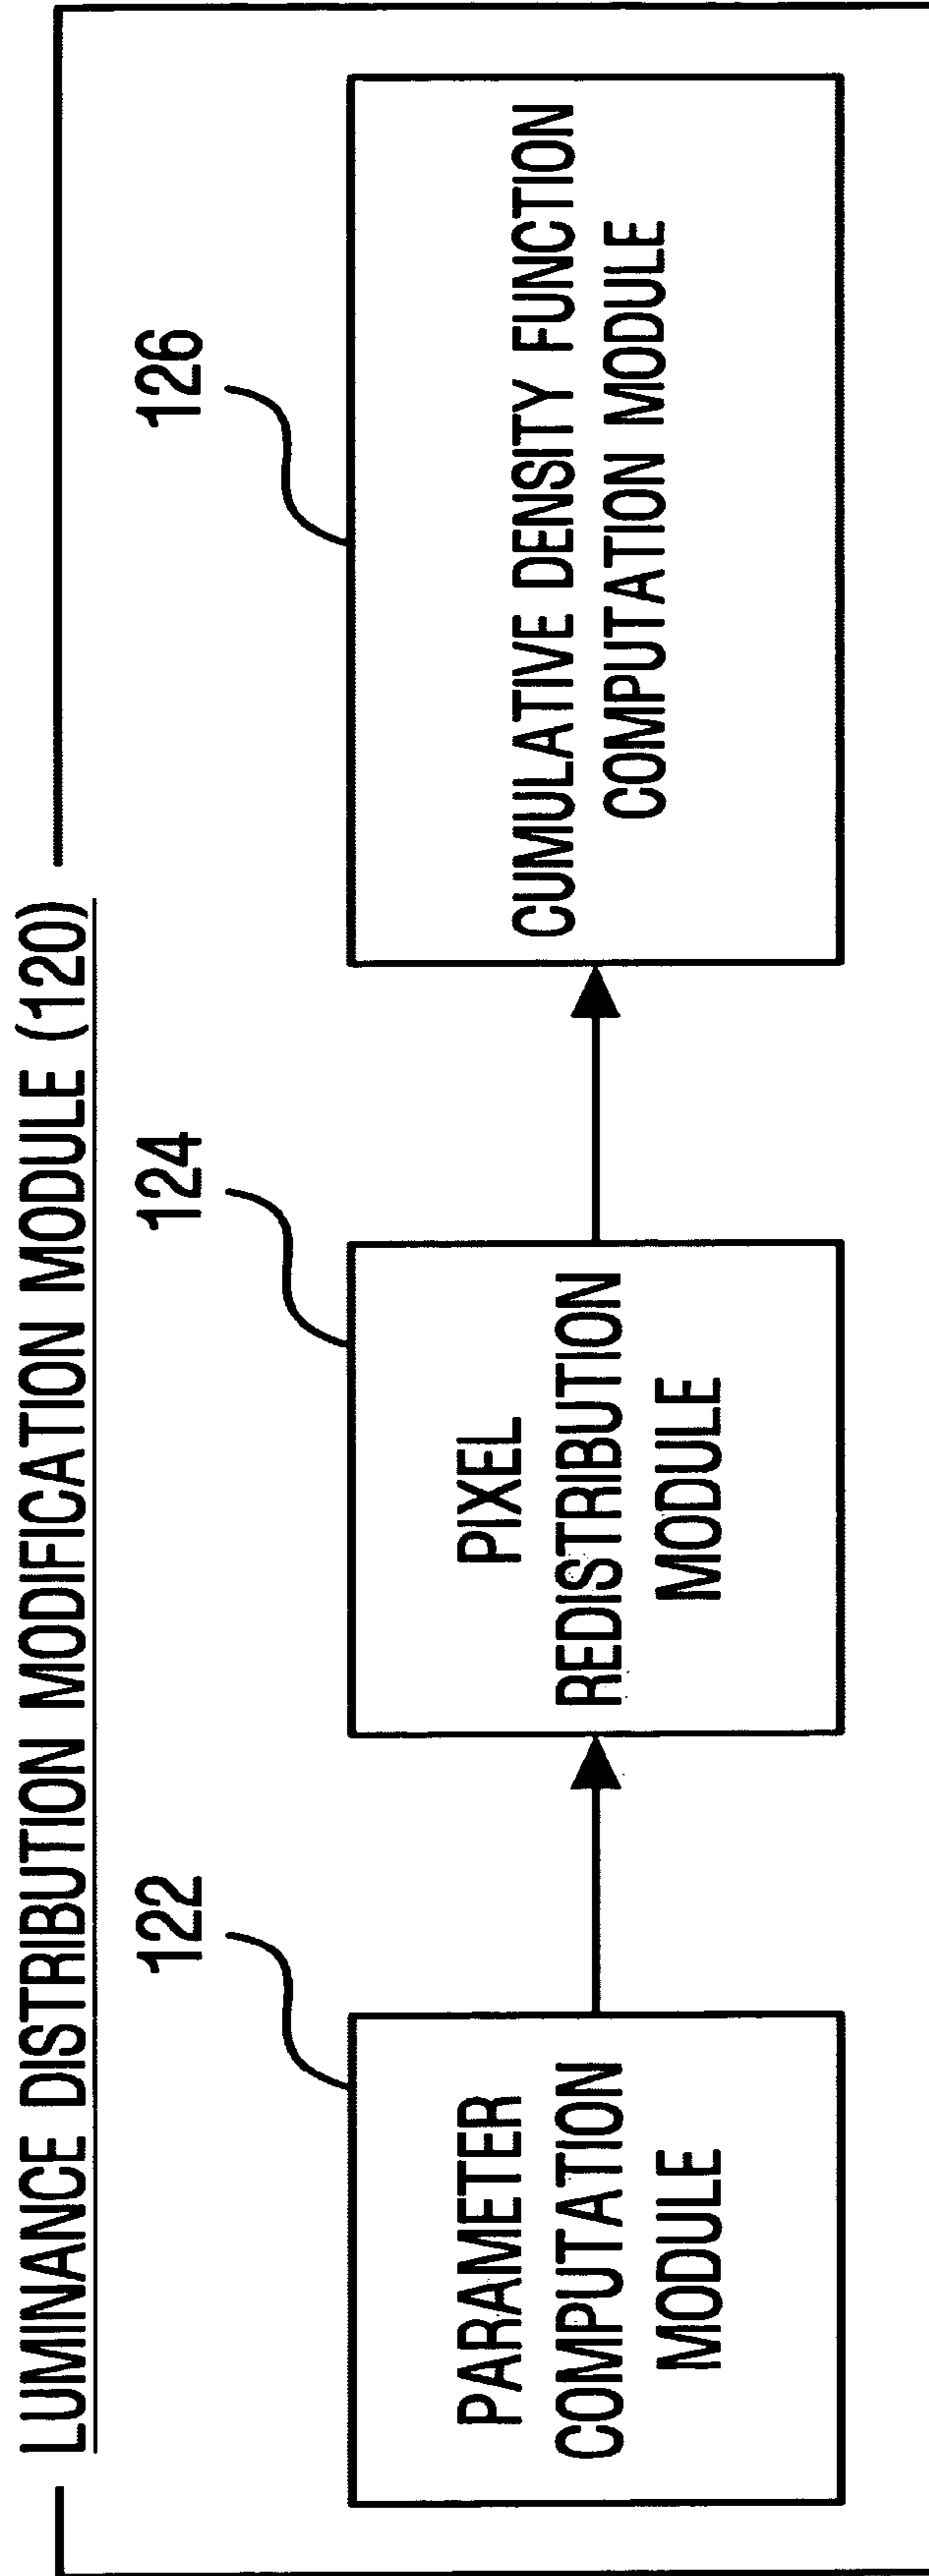 LUMINANCE DISTRIBUTION MODIFICATION MODULE (120)
122
PARAMETER
COMPUTATION
MODULE
124
PIXEL
REDISTRIBUTION
MODULE
126
CUMULATIVE DENSITY FUNCTION
COMPUTATION MODULE